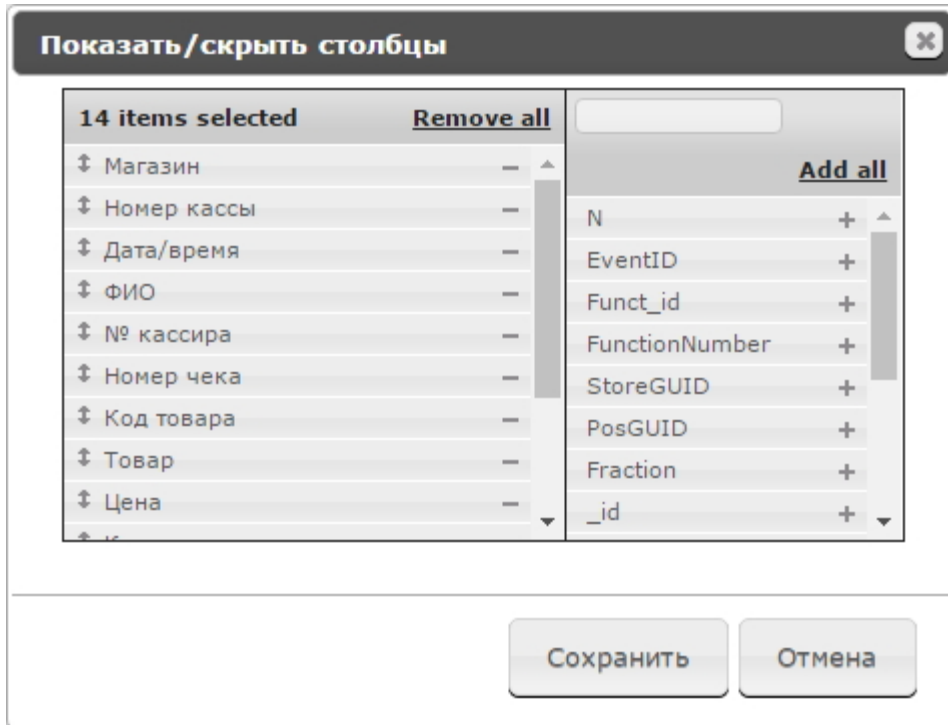 Показать/скрыть столбцы
14 items selected Remove all
Магазин
Номер кассы
Дата/время
ФИО
№ кассира
Номер чека
Код товара
Товар
Цена
Add all
N
EventID
Funct_id
FunctionNumber
StoreGUID
PosGUID
Fraction
_id
Сохранить Отмена